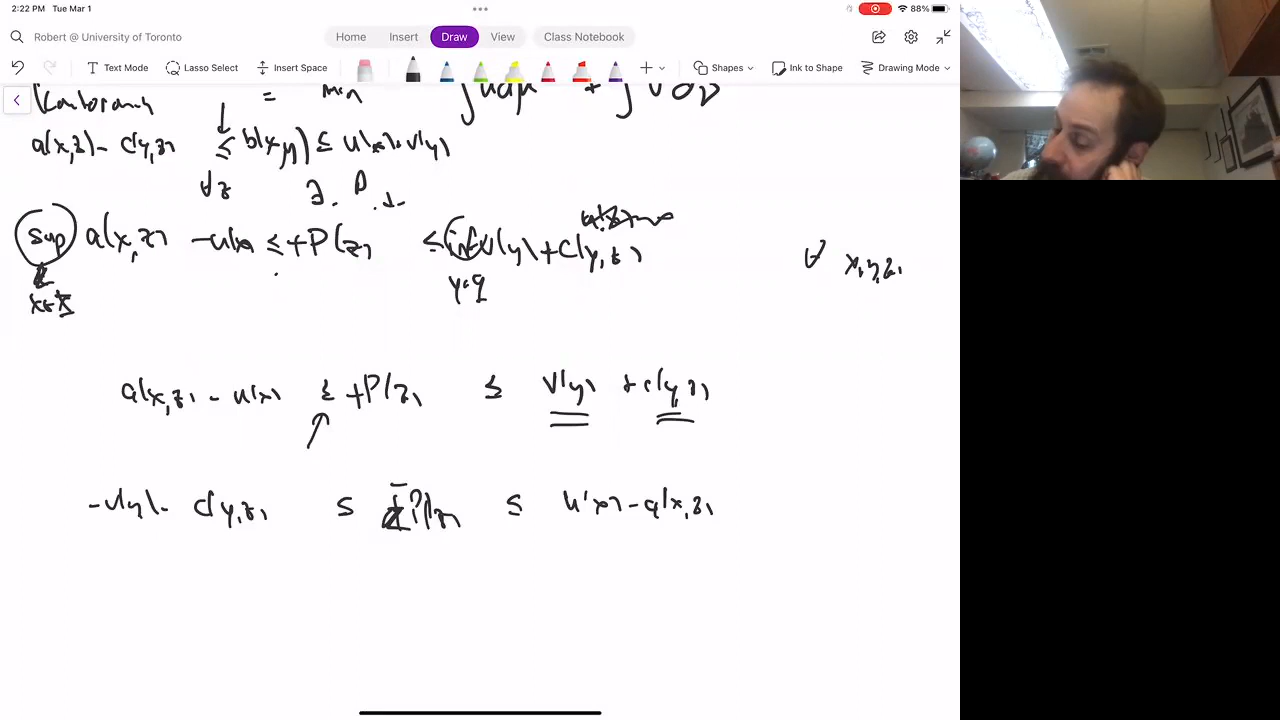 2:22 PM Tue Mar 1
88%
Robert @ University of Toronto
Home Insert Draw View Class Notebook
Text Mode Lasso Select Insert Space Shapes Ink to Shape Drawing Mode
= min ∫ u dμ + ∫ v dν
a(x,z) - c(y,z) ≤ b(x,y) ≤ u(x) + v(y)
∀z ∃ P
sup a(x,z) - u(x) ≤ +P(z) ≤ inf v(y) + c(y,z) ∀ x,y,z
a(x,z) - u(x) ≤ +P(z) ≤ v(y) + c(y,z)
-v(y) - c(y,z) ≤ -P(z) ≤ u(x) - a(x,z)